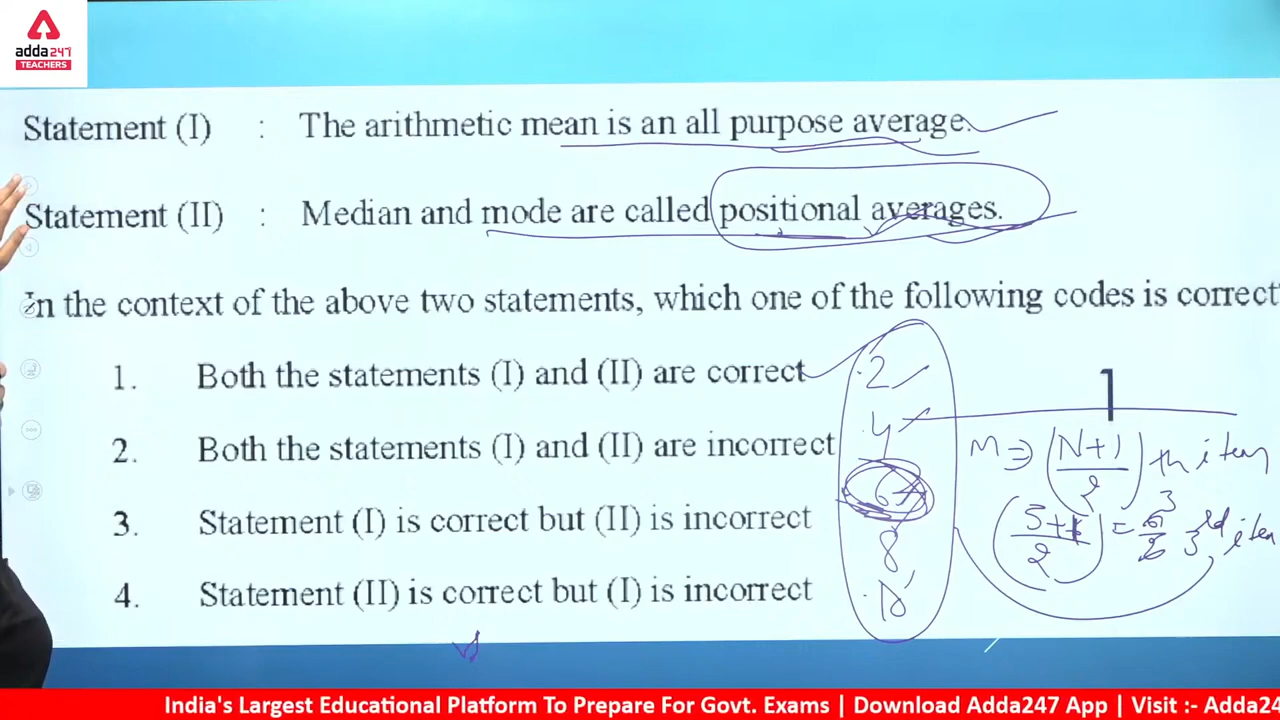 adda247
TEACHERS
Statement (I) : The arithmetic mean is an all purpose average.
Statement (II) : Median and mode are called positional averages.
In the context of the above two statements, which one of the following codes is correct
1. Both the statements (I) and (II) are correct
2. Both the statements (I) and (II) are incorrect
3. Statement (I) is correct but (II) is incorrect
4. Statement (II) is correct but (I) is incorrect
2
4
6
8
10
1
M ⇒ (N+1/2) th item
(5+1/2) = 6/2 3 3rd item
India's Largest Educational Platform To Prepare For Govt. Exams | Download Adda247 App | Visit :- Adda24